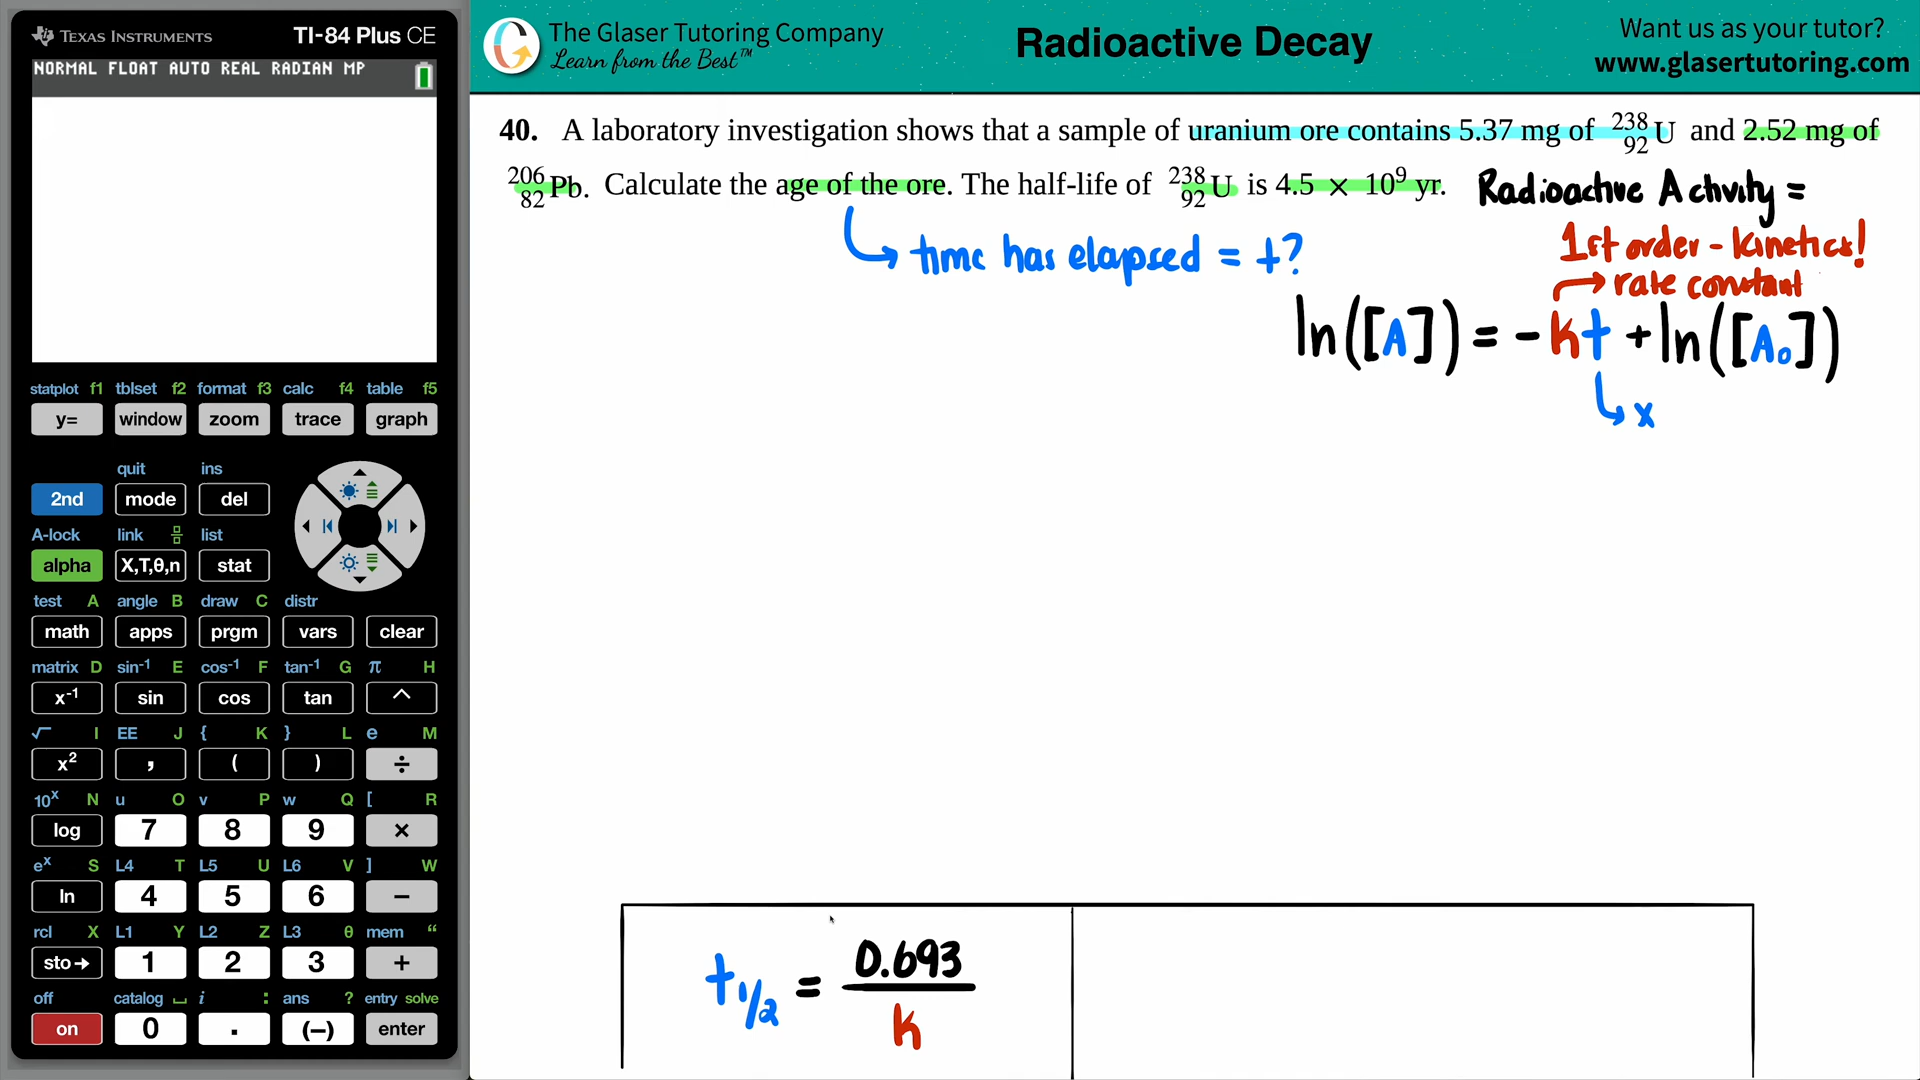 TEXAS INSTRUMENTS TI-84 Plus CE
NORMAL FLOAT AUTO REAL RADIAN MP
statplot f1 tblset f2 format f3 calc f4 table f5
y= window zoom trace graph
quit ins
2nd mode del
A-lock link list
alpha X,T,θ,n stat
test A angle B draw C distr
math apps prgm vars clear
matrix D sin⁻¹ E cos⁻¹ F tan⁻¹ G π H
x⁻¹ sin cos tan ^
√ I EE J { K } L e M
x² , ( ) ÷
10ˣ N u O v P w Q [ R
log 7 8 9 ×
eˣ S L4 T L5 U L6 V ] W
ln 4 5 6 −
rcl X L1 Y L2 Z L3 θ mem "
sto→ 1 2 3 +
off catalog ⎵ i : ans ? entry solve
on 0 . (−) enter
The Glaser Tutoring Company
Learn from the Best™
Radioactive Decay
Want us as your tutor?
www.glasertutoring.com
40. A laboratory investigation shows that a sample of uranium ore contains 5.37 mg of ²³⁸₉₂U and 2.52 mg of
²⁰⁶₈₂Pb. Calculate the age of the ore. The half-life of ²³⁸₉₂U is 4.5 × 10⁹ yr.
Radioactive Activity =
1st order - kinetics!
time has elapsed = t?
→ rate constant
ln([A]) = -kt + ln([A₀])
x
t₁/₂ = 0.693
k